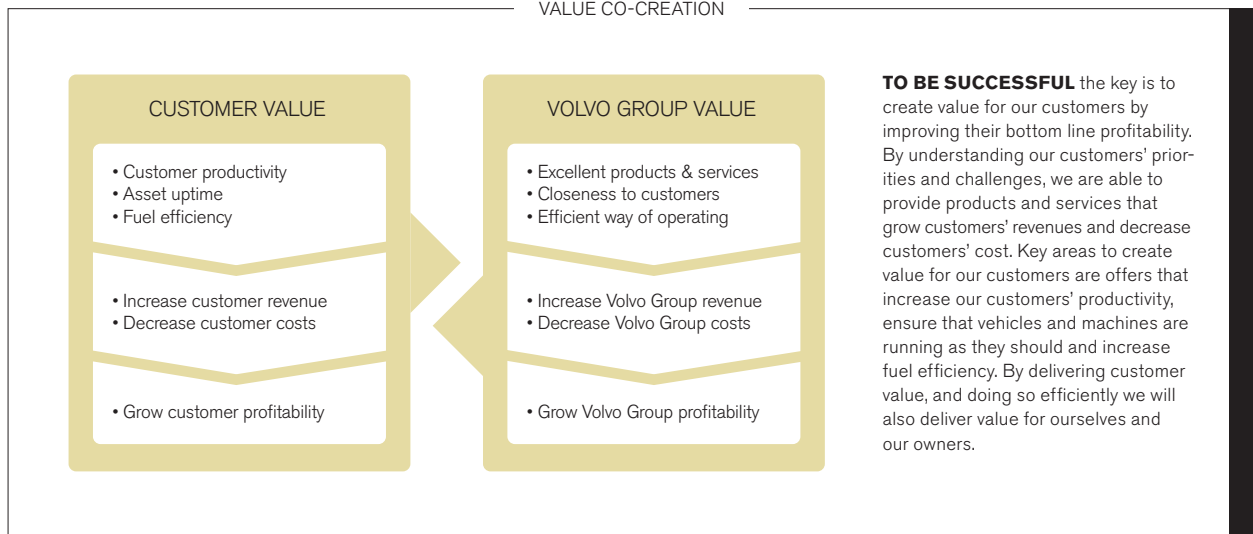 VALUE CO-CREATION
CUSTOMER VALUE
• Customer productivity
• Asset uptime
• Fuel efficiency
• Increase customer revenue
• Decrease customer costs
• Grow customer profitability
VOLVO GROUP VALUE
• Excellent products & services
• Closeness to customers
• Efficient way of operating
• Increase Volvo Group revenue
• Decrease Volvo Group costs
• Grow Volvo Group profitability
TO BE SUCCESSFUL the key is to
create value for our customers by
improving their bottom line profitability.
By understanding our customers' prior-
ities and challenges, we are able to
provide products and services that
grow customers' revenues and decrease
customers' cost. Key areas to create
value for our customers are offers that
increase our customers' productivity,
ensure that vehicles and machines are
running as they should and increase
fuel efficiency. By delivering customer
value, and doing so efficiently we will
also deliver value for ourselves and
our owners.